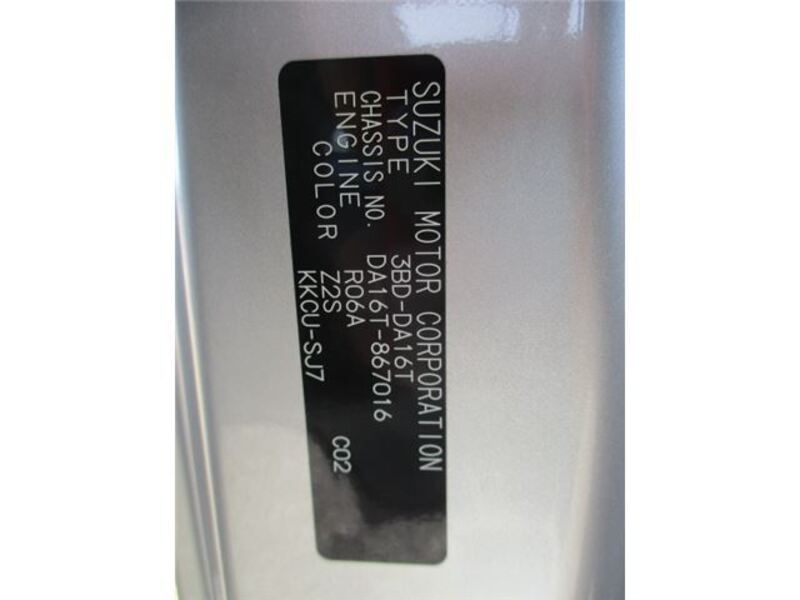 SUZUKI MOTOR CORPORATION
TYPE 3BD-DA16T
CHASSIS NO. DA16T-867016
ENGINE R06A
COLOR Z2S C02
KKCU-SJ7